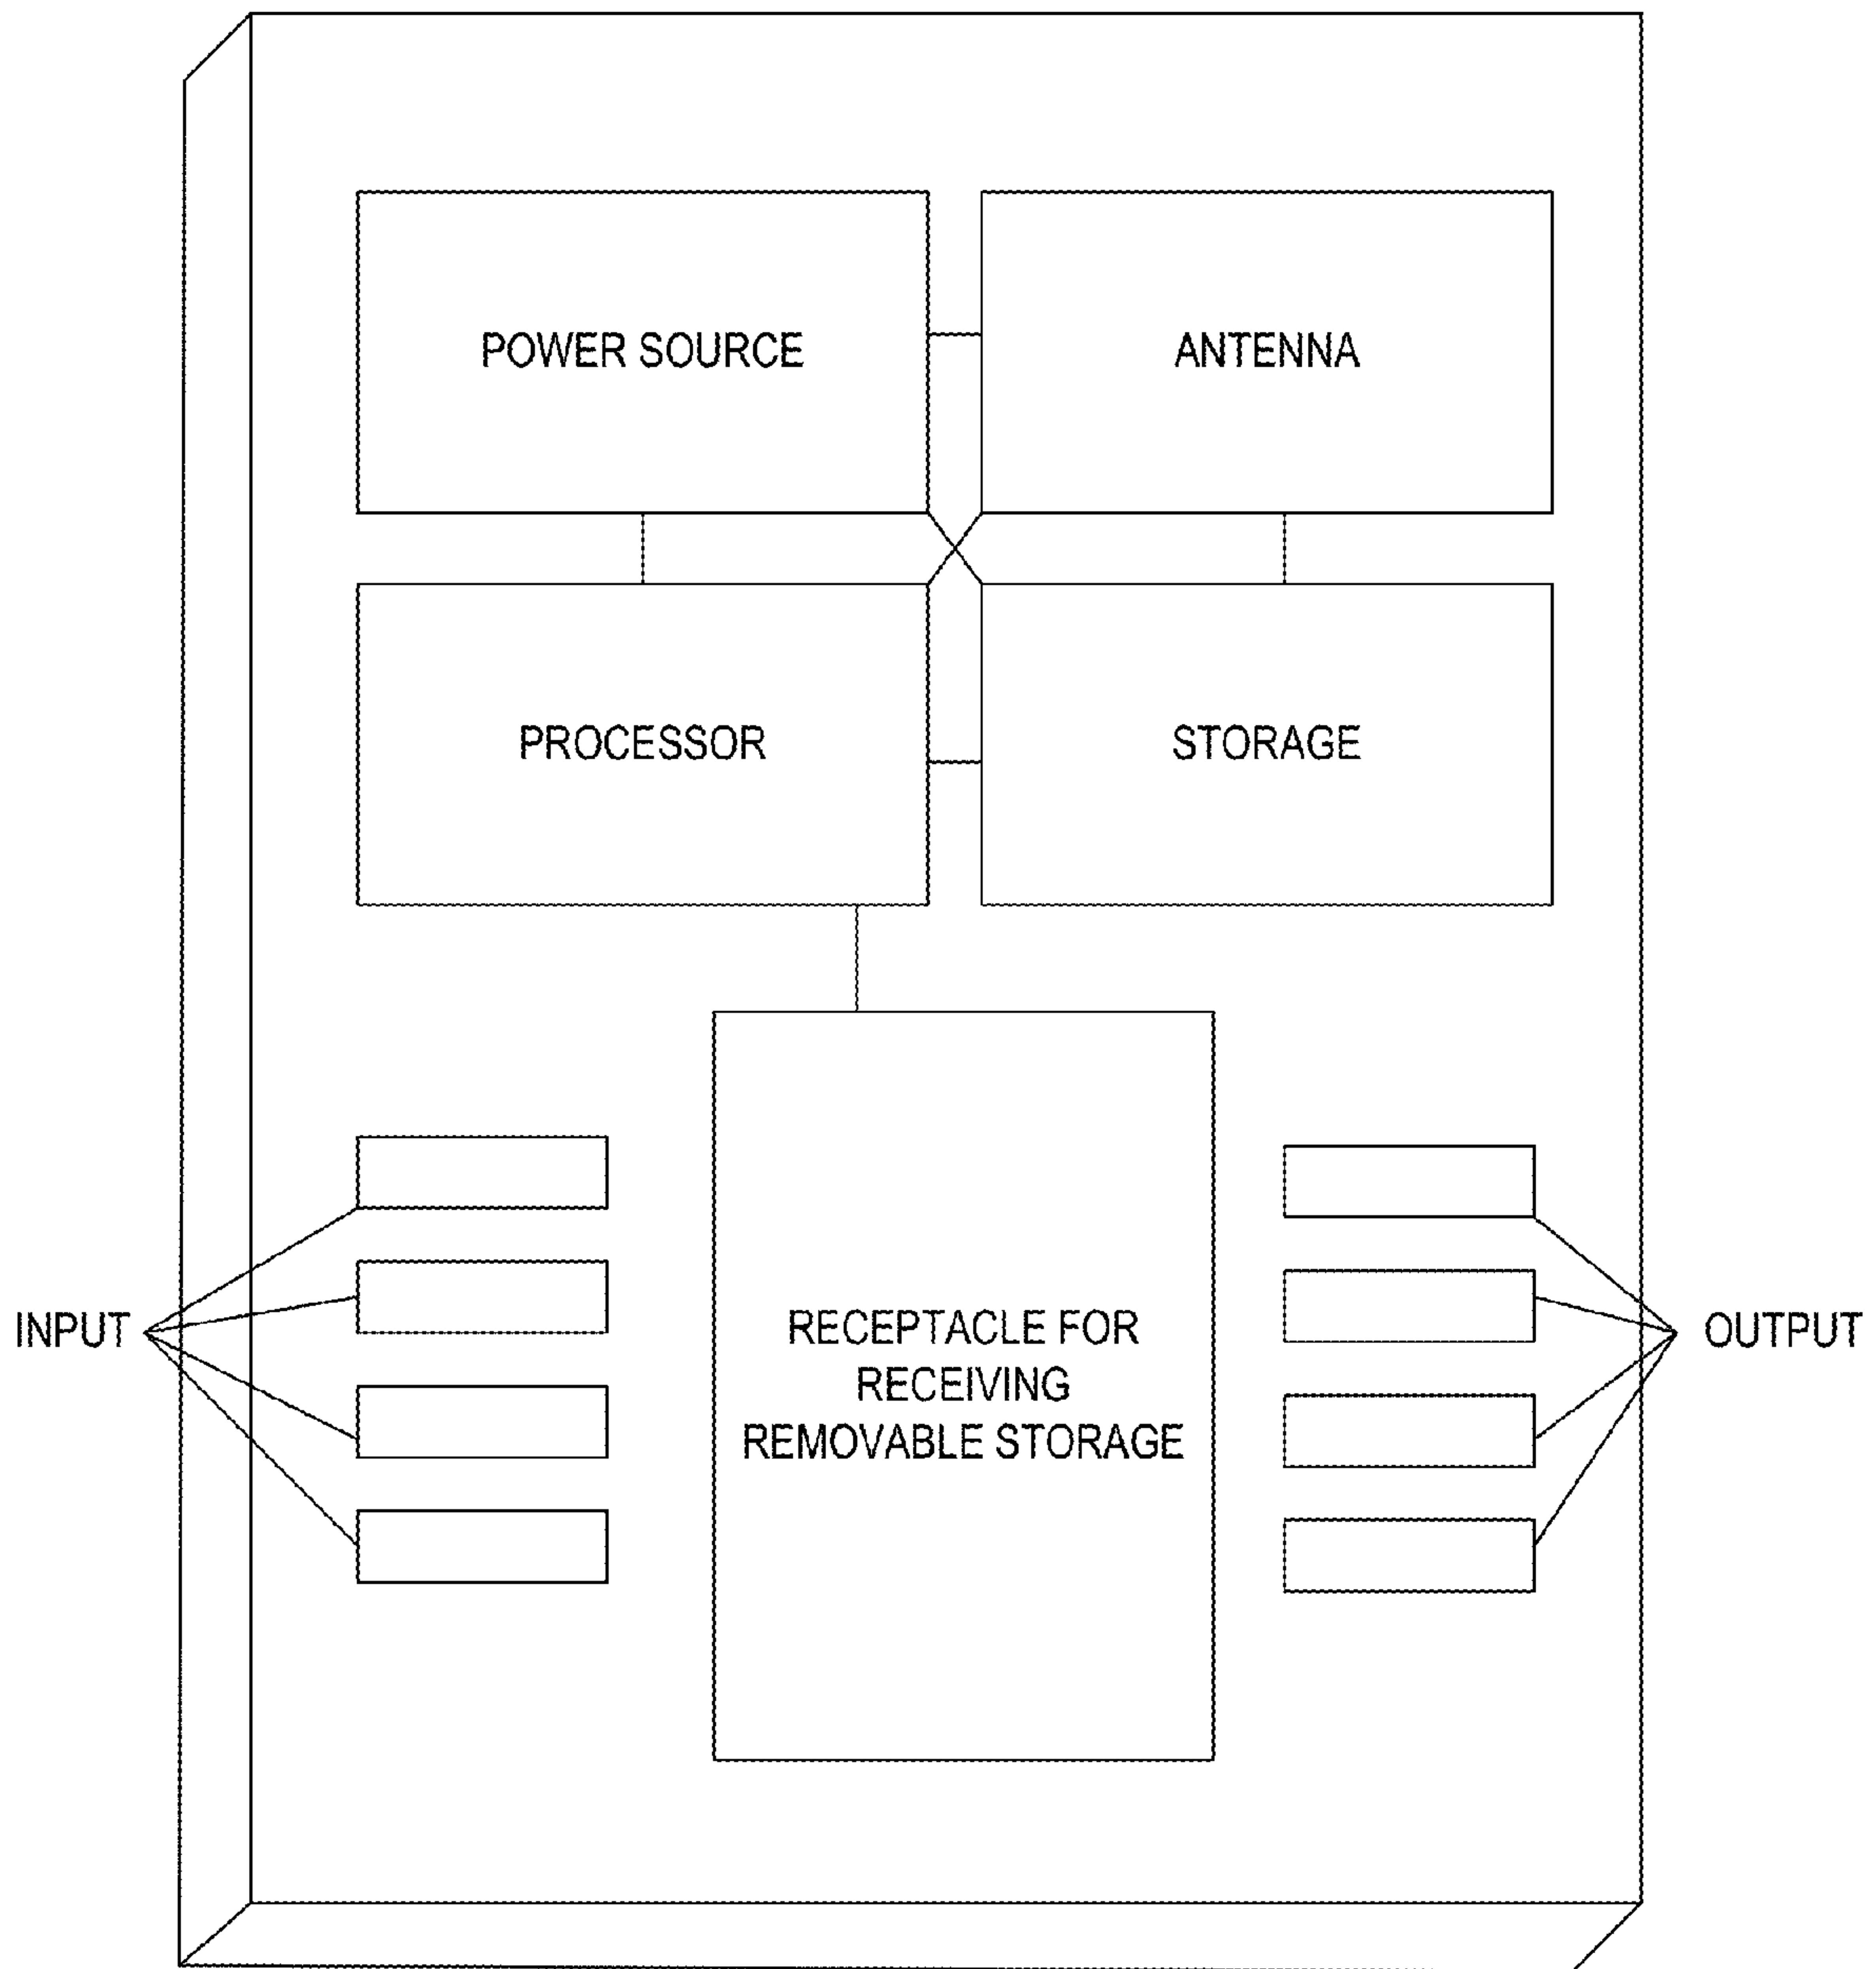 POWER SOURCE
ANTENNA
PROCESSOR
STORAGE
INPUT
RECEPTACLE FOR
RECEIVING
REMOVABLE STORAGE
OUTPUT